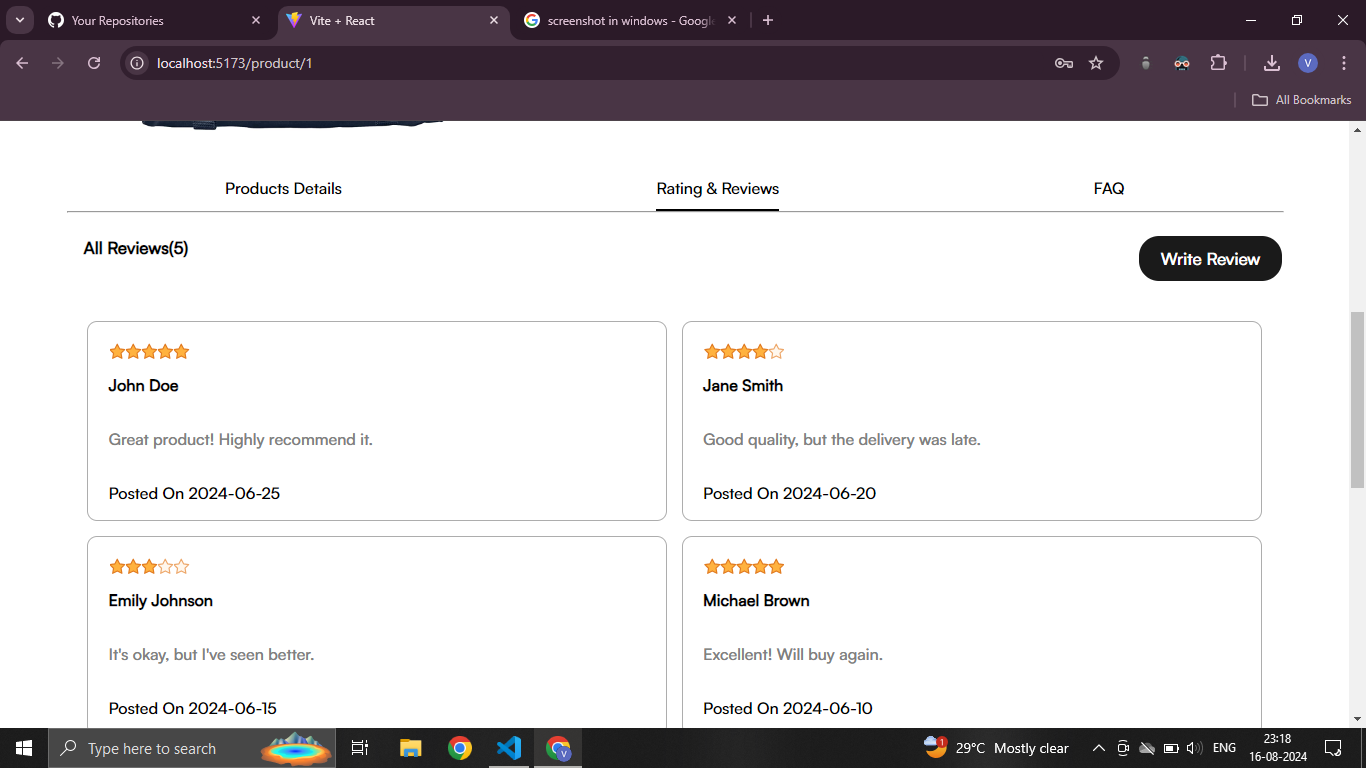 Your Repositories
Vite + React
screenshot in windows - Google
localhost:5173/product/1
V
All Bookmarks
Products Details
Rating & Reviews
FAQ
All Reviews(5)
Write Review
John Doe
Great product! Highly recommend it.
Posted On 2024-06-25
Jane Smith
Good quality, but the delivery was late.
Posted On 2024-06-20
Emily Johnson
It's okay, but I've seen better.
Posted On 2024-06-15
Michael Brown
Excellent! Will buy again.
Posted On 2024-06-10
Type here to search
V
1
29°C Mostly clear
ENG
23:18
16-08-2024